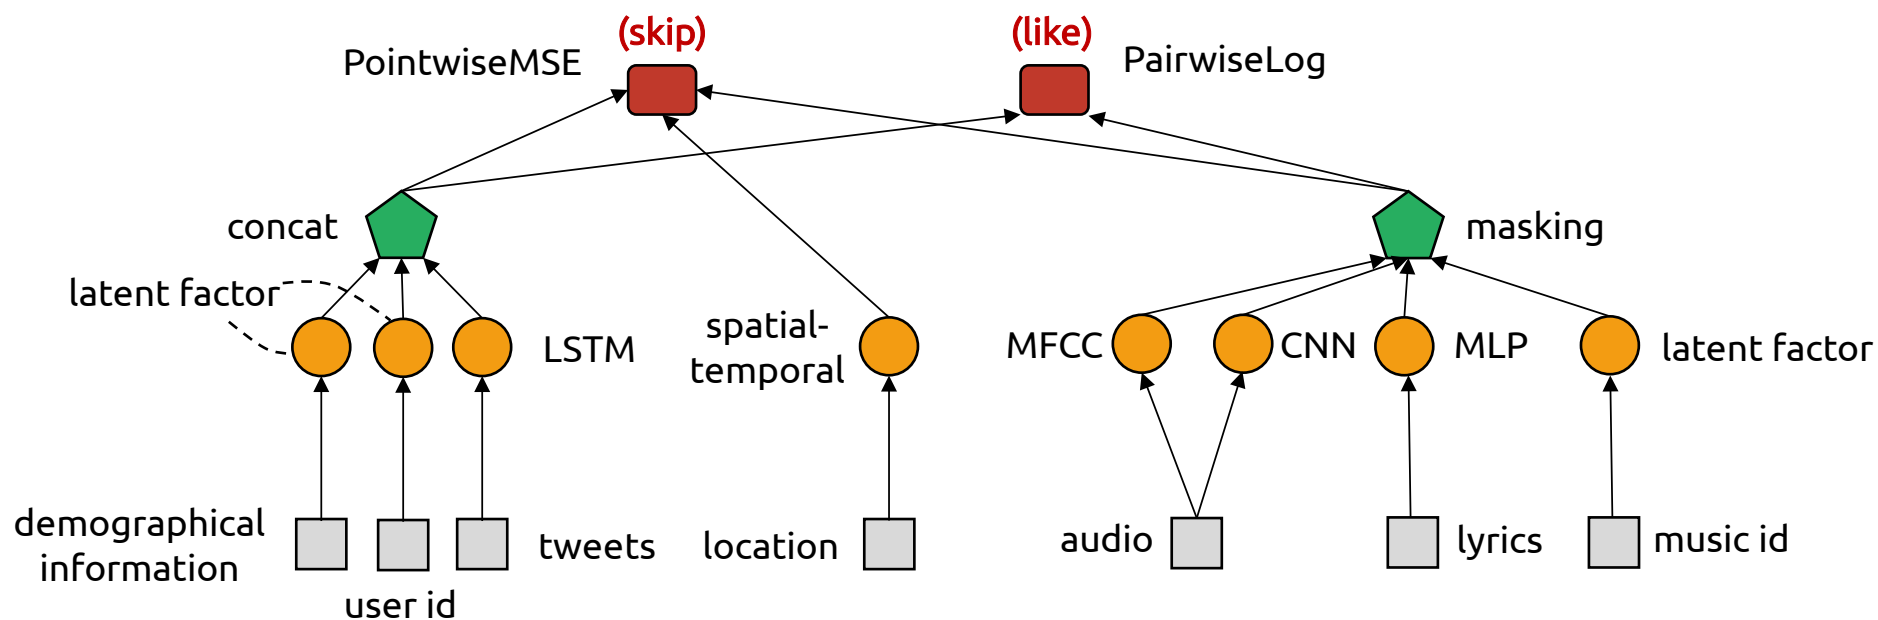 (skip)
(like)
PointwiseMSE
PairwiseLog
concat
masking
latent factor
spatial-
temporal
LSTM
MFCC
CNN
MLP
latent factor
demographical
information
tweets
location
audio
lyrics
music id
user id